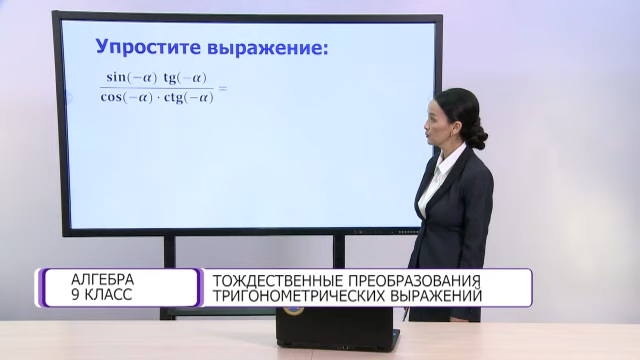 Упростите выражение:
sin(−α) tg(−α)
cos(−α) · ctg(−α) =
АЛГЕБРА
9 КЛАСС
ТОЖДЕСТВЕННЫЕ ПРЕОБРАЗОВАНИЯ
ТРИГОНОМЕТРИЧЕСКИХ ВЫРАЖЕНИЙ